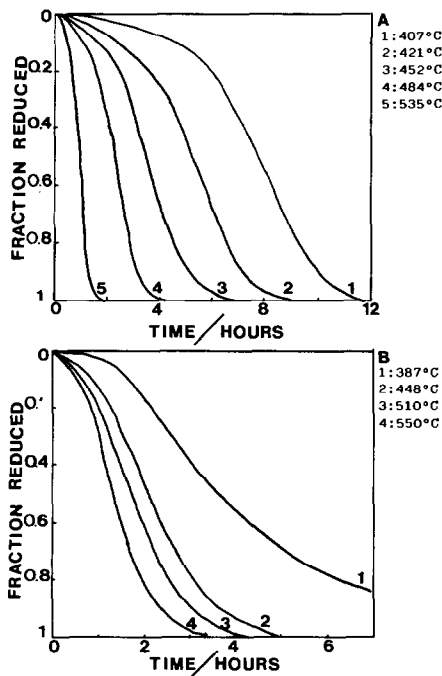 A
1:407°C
2:421°C
3:452°C
4:484°C
5:535°C
FRACTION REDUCED
0
0.2
0.4
0.6
0.8
1
5
4
3
2
1
0
4
4
8
12
TIME/HOURS
B
1:387°C
2:448°C
3:510°C
4:550°C
FRACTION REDUCED
0
0.'
0.4
0.6
0.8
1
4
3
2
1
0
2
4
6
TIME/HOURS